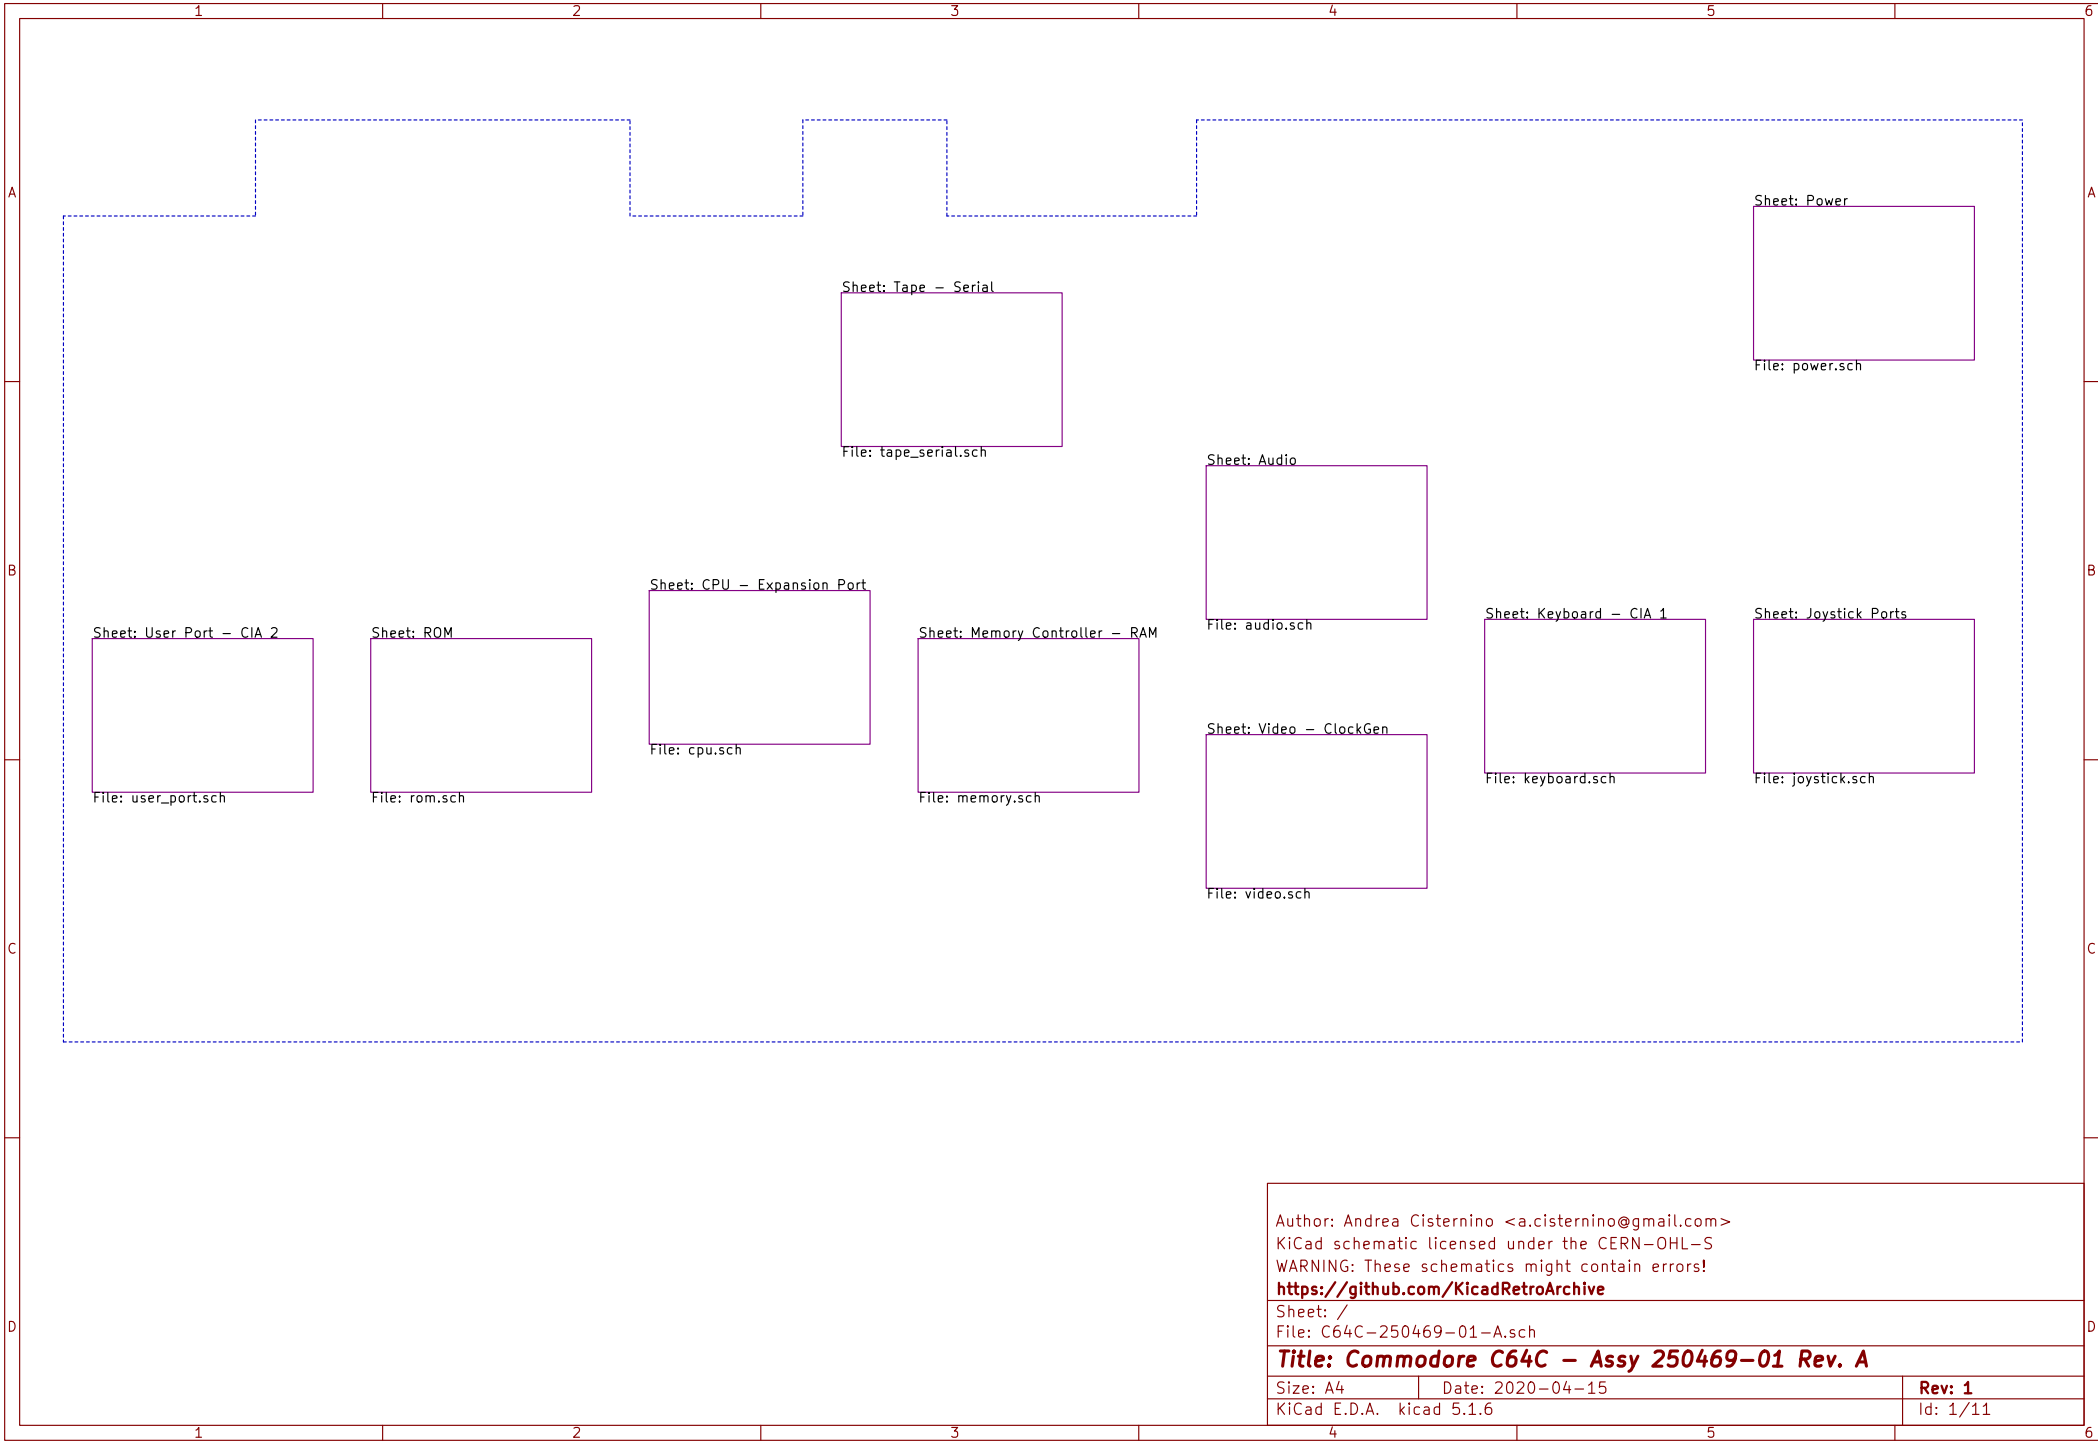 1 2 3 4 5 6
A A
Sheet: Power
File: power.sch
Sheet: Tape - Serial
File: tape_serial.sch
Sheet: Audio
File: audio.sch
B B
Sheet: CPU - Expansion Port
File: cpu.sch
Sheet: Keyboard - CIA 1
File: keyboard.sch
Sheet: Joystick Ports
File: joystick.sch
Sheet: User Port - CIA 2
File: user_port.sch
Sheet: ROM
File: rom.sch
Sheet: Memory Controller - RAM
File: memory.sch
Sheet: Video - ClockGen
File: video.sch
C C
Author: Andrea Cisternino <a.cisternino@gmail.com>
KiCad schematic licensed under the CERN-OHL-S
WARNING: These schematics might contain errors!
https://github.com/KicadRetroArchive
Sheet: /
File: C64C-250469-01-A.sch
D D
Title: Commodore C64C - Assy 250469-01 Rev. A
Size: A4 Date: 2020-04-15 Rev: 1
KiCad E.D.A. kicad 5.1.6 Id: 1/11
1 2 3 4 5 6